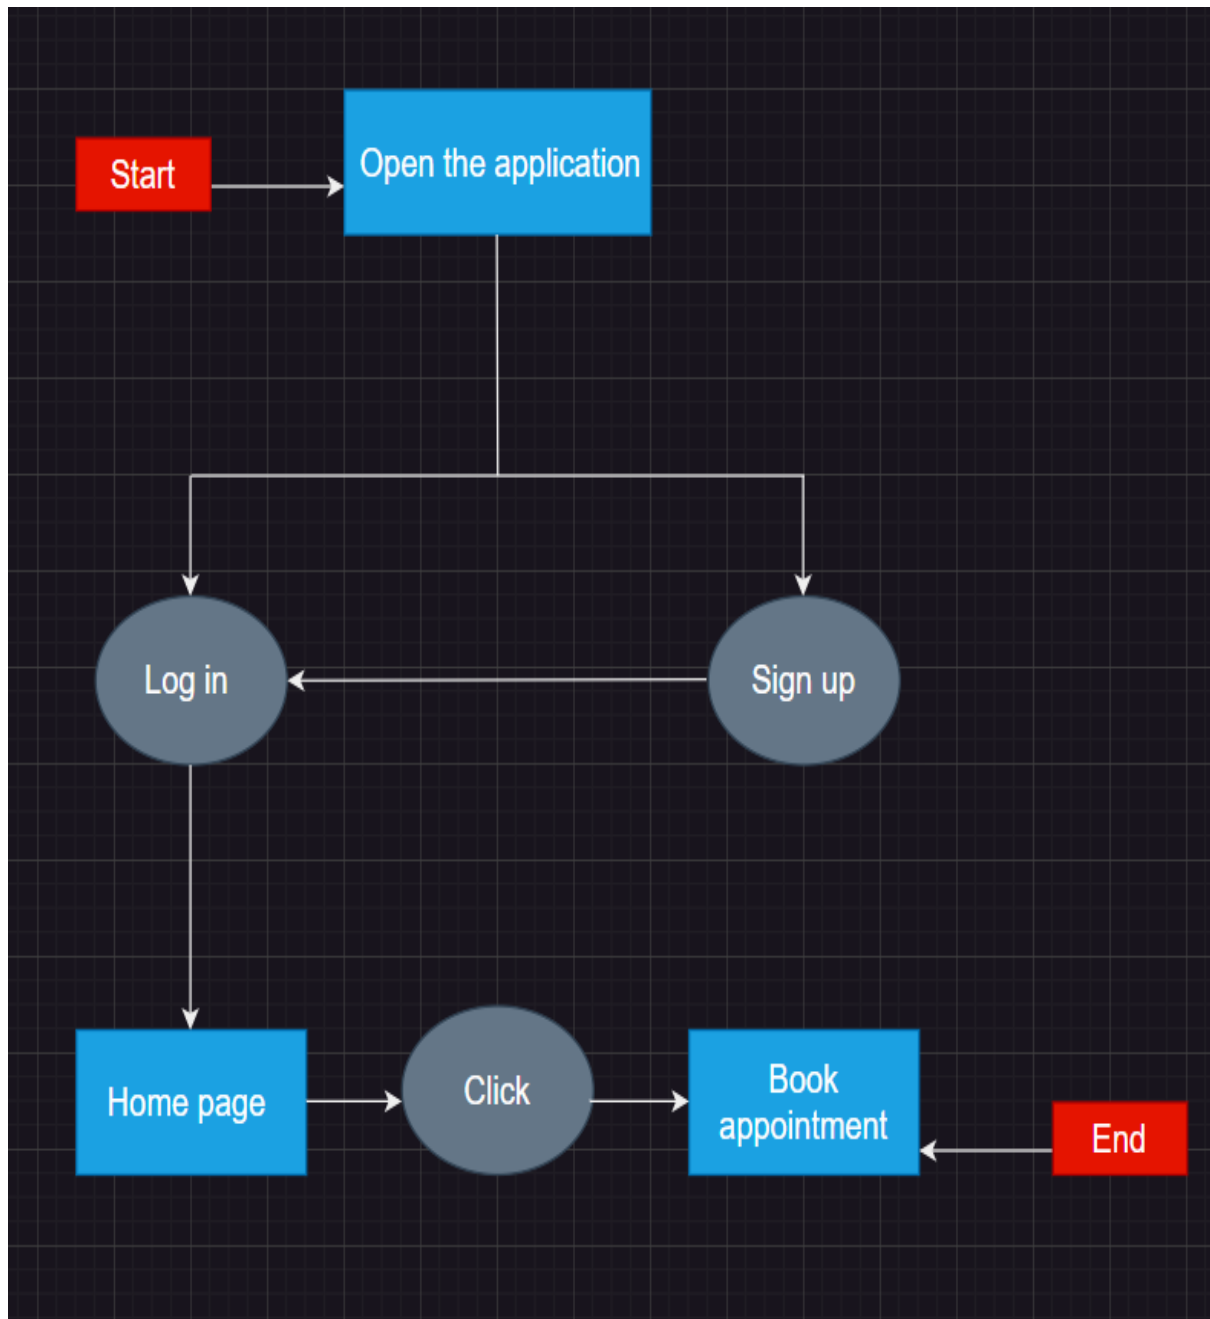 Start
Open the application
Log in
Sign up
Home page
Click
Book
appointment
End